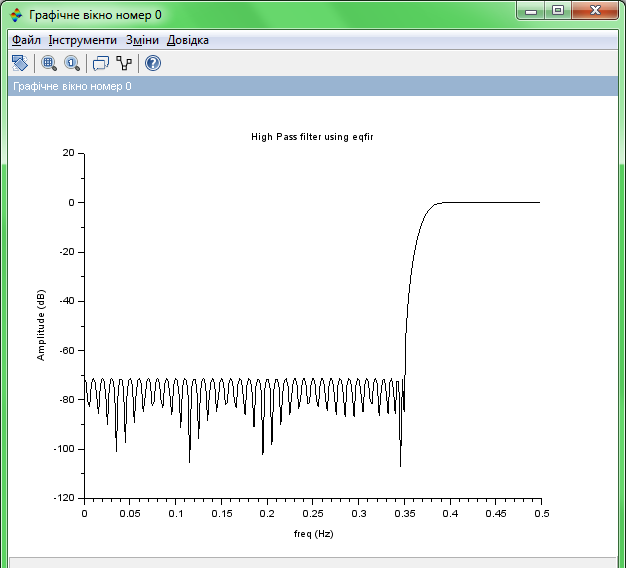 Графічне вікно номер 0
Файл Інструменти Зміни Довідка
Графічне вікно номер 0
High Pass filter using eqfir
20
0
-20
-40
-60
-80
-100
-120
Amplitude (dB)
0 0.05 0.1 0.15 0.2 0.25 0.3 0.35 0.4 0.45 0.5
freq (Hz)